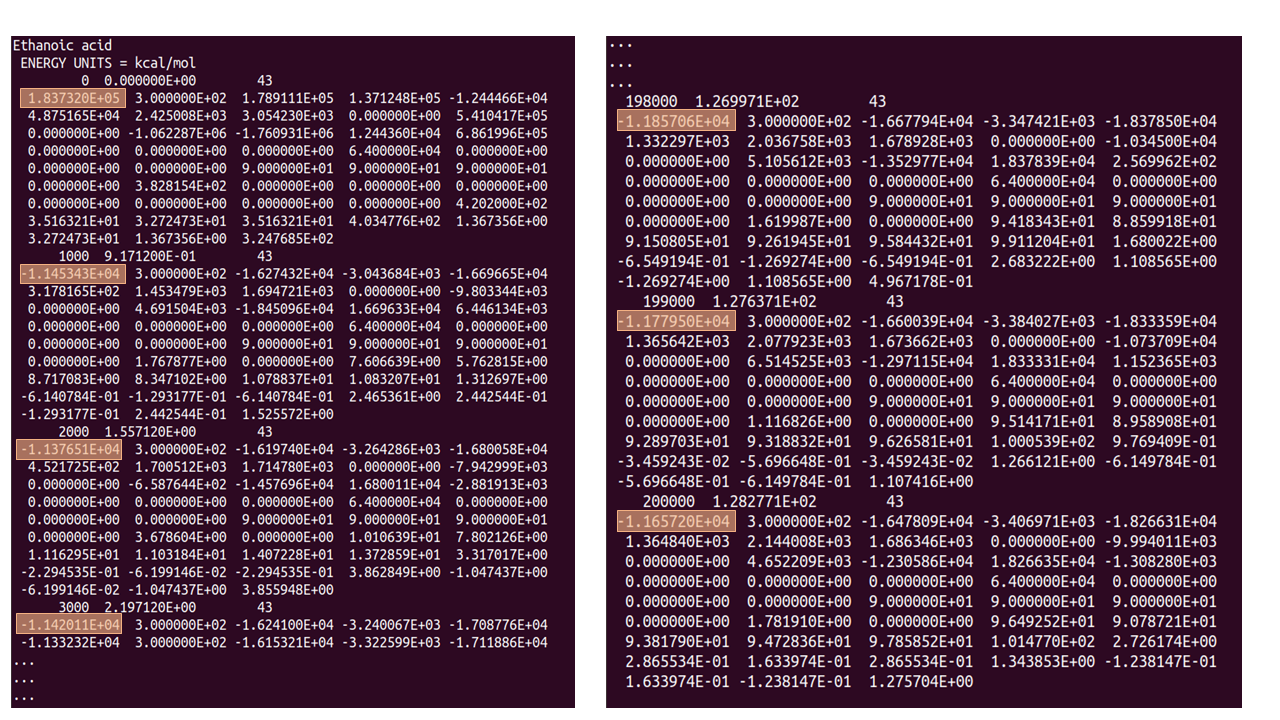 Ethanoic acid
ENERGY UNITS = kcal/mol
0 0.000000E+00 43
1.837320E+05 3.000000E+02 1.789111E+05 1.371248E+05 -1.244466E+04
4.875165E+04 2.425008E+03 3.054230E+03 0.000000E+00 5.410417E+05
0.000000E+00 -1.062287E+06 -1.760931E+06 1.244360E+04 6.861996E+05
0.000000E+00 0.000000E+00 0.000000E+00 6.400000E+04 0.000000E+00
0.000000E+00 0.000000E+00 9.000000E+01 9.000000E+01 9.000000E+01
0.000000E+00 3.828154E+02 0.000000E+00 0.000000E+00 0.000000E+00
0.000000E+00 0.000000E+00 0.000000E+00 0.000000E+00 4.202000E+02
3.516321E+01 3.272473E+01 3.516321E+01 4.034776E+02 1.367356E+00
3.272473E+01 1.367356E+00 3.247685E+02
1000 9.171200E-01 43
-1.145343E+04 3.000000E+02 -1.627432E+04 -3.043684E+03 -1.669665E+04
3.178165E+02 1.453479E+03 1.694721E+03 0.000000E+00 -9.803344E+03
0.000000E+00 4.691504E+03 -1.845096E+04 1.669633E+04 6.446134E+03
0.000000E+00 0.000000E+00 0.000000E+00 6.400000E+04 0.000000E+00
0.000000E+00 0.000000E+00 9.000000E+01 9.000000E+01 9.000000E+01
0.000000E+00 1.767877E+00 0.000000E+00 7.606639E+00 5.762815E+00
8.717083E+00 8.347102E+00 1.078837E+01 1.083207E+01 1.312697E+00
-6.140784E-01 -1.293177E-01 -6.140784E-01 2.465361E+00 2.442544E-01
-1.293177E-01 2.442544E-01 1.525572E+00
2000 1.557120E+00 43
-1.137651E+04 3.000000E+02 -1.619740E+04 -3.264286E+03 -1.680058E+04
4.521725E+02 1.700512E+03 1.714780E+03 0.000000E+00 -7.942999E+03
0.000000E+00 -6.587644E+02 -1.457696E+04 1.680011E+04 -2.881913E+03
0.000000E+00 0.000000E+00 0.000000E+00 6.400000E+04 0.000000E+00
0.000000E+00 0.000000E+00 9.000000E+01 9.000000E+01 9.000000E+01
0.000000E+00 3.678604E+00 0.000000E+00 1.010639E+01 7.802126E+00
1.116295E+01 1.103184E+01 1.407228E+01 1.372859E+01 3.317017E+00
-2.294535E-01 -6.199146E-02 -2.294535E-01 3.862849E+00 -1.047437E+00
-6.199146E-02 -1.047437E+00 3.855948E+00
3000 2.197120E+00 43
-1.142011E+04 3.000000E+02 -1.624100E+04 -3.240067E+03 -1.708776E+04
-1.133232E+04 3.000000E+02 -1.615321E+04 -3.322599E+03 -1.711886E+04
...
...
...
...
...
...
198000 1.269971E+02 43
-1.185706E+04 3.000000E+02 -1.667794E+04 -3.347421E+03 -1.837850E+04
1.332297E+03 2.036758E+03 1.678928E+03 0.000000E+00 -1.034500E+04
0.000000E+00 5.105612E+03 -1.352977E+04 1.837839E+04 2.569962E+02
0.000000E+00 0.000000E+00 0.000000E+00 6.400000E+04 0.000000E+00
0.000000E+00 0.000000E+00 9.000000E+01 9.000000E+01 9.000000E+01
0.000000E+00 1.619987E+00 0.000000E+00 9.418343E+01 8.859918E+01
9.150805E+01 9.261945E+01 9.584432E+01 9.911204E+01 1.680022E+00
-6.549194E-01 -1.269274E+00 -6.549194E-01 2.683222E+00 1.108565E+00
-1.269274E+00 1.108565E+00 4.967178E-01
199000 1.276371E+02 43
-1.177950E+04 3.000000E+02 -1.660039E+04 -3.384027E+03 -1.833359E+04
1.365642E+03 2.077923E+03 1.673662E+03 0.000000E+00 -1.073709E+04
0.000000E+00 6.514525E+03 -1.297115E+04 1.833331E+04 1.152365E+03
0.000000E+00 0.000000E+00 0.000000E+00 6.400000E+04 0.000000E+00
0.000000E+00 0.000000E+00 9.000000E+01 9.000000E+01 9.000000E+01
0.000000E+00 1.116826E+00 0.000000E+00 9.514171E+01 8.958908E+01
9.289703E+01 9.318832E+01 9.626581E+01 1.000539E+02 9.769409E-01
-3.459243E-02 -5.696648E-01 -3.459243E-02 1.266121E+00 -6.149784E-01
-5.696648E-01 -6.149784E-01 1.107416E+00
200000 1.282771E+02 43
-1.165720E+04 3.000000E+02 -1.647809E+04 -3.406971E+03 -1.826631E+04
1.364840E+03 2.144008E+03 1.686346E+03 0.000000E+00 -9.994011E+03
0.000000E+00 4.652209E+03 -1.230586E+04 1.826635E+04 -1.308280E+03
0.000000E+00 0.000000E+00 0.000000E+00 6.400000E+04 0.000000E+00
0.000000E+00 0.000000E+00 9.000000E+01 9.000000E+01 9.000000E+01
0.000000E+00 1.781910E+00 0.000000E+00 9.649252E+01 9.078721E+01
9.381790E+01 9.472836E+01 9.785852E+01 1.014770E+02 2.726174E+00
2.865534E-01 1.633974E-01 2.865534E-01 1.343853E+00 -1.238147E-01
1.633974E-01 -1.238147E-01 1.275704E+00